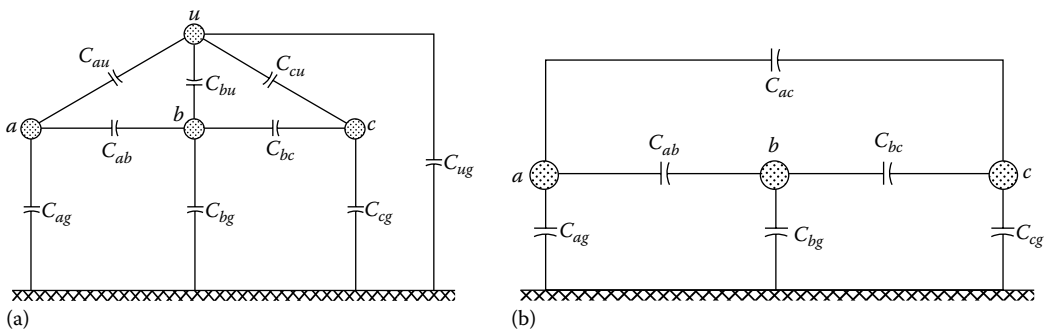 u
C_au
C_cu
C_bu
a
b
c
C_ab
C_bc
C_ug
C_ag
C_bg
C_cg
(a)
C_ac
C_ab
b
C_bc
a
c
C_ag
C_bg
C_cg
(b)